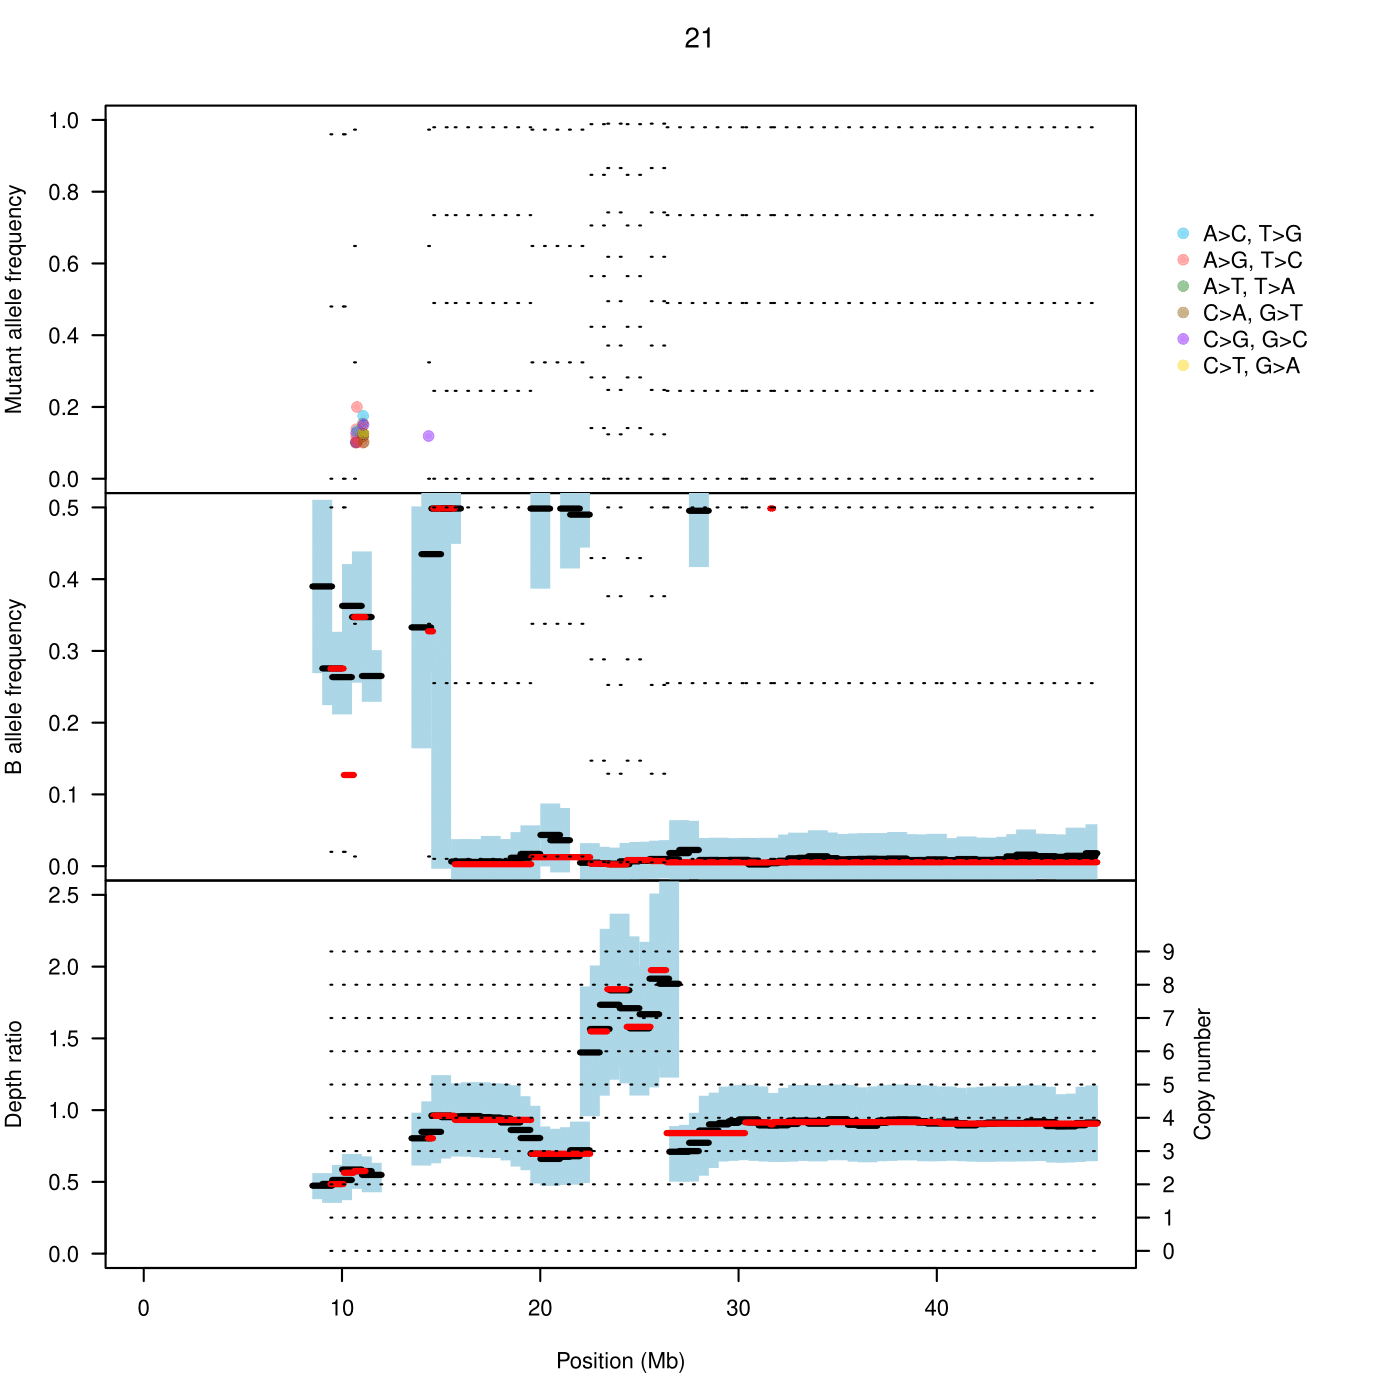 21
Mutant allele frequency
1.0
0.8
0.6
0.4
0.2
0.0
A>C, T>G
A>G, T>C
A>T, T>A
C>A, G>T
C>G, G>C
C>T, G>A
B allele frequency
0.5
0.4
0.3
0.2
0.1
0.0
Depth ratio
2.5
2.0
1.5
1.0
0.5
0.0
Copy number
9
8
7
6
5
4
3
2
1
0
0 10 20 30 40
Position (Mb)